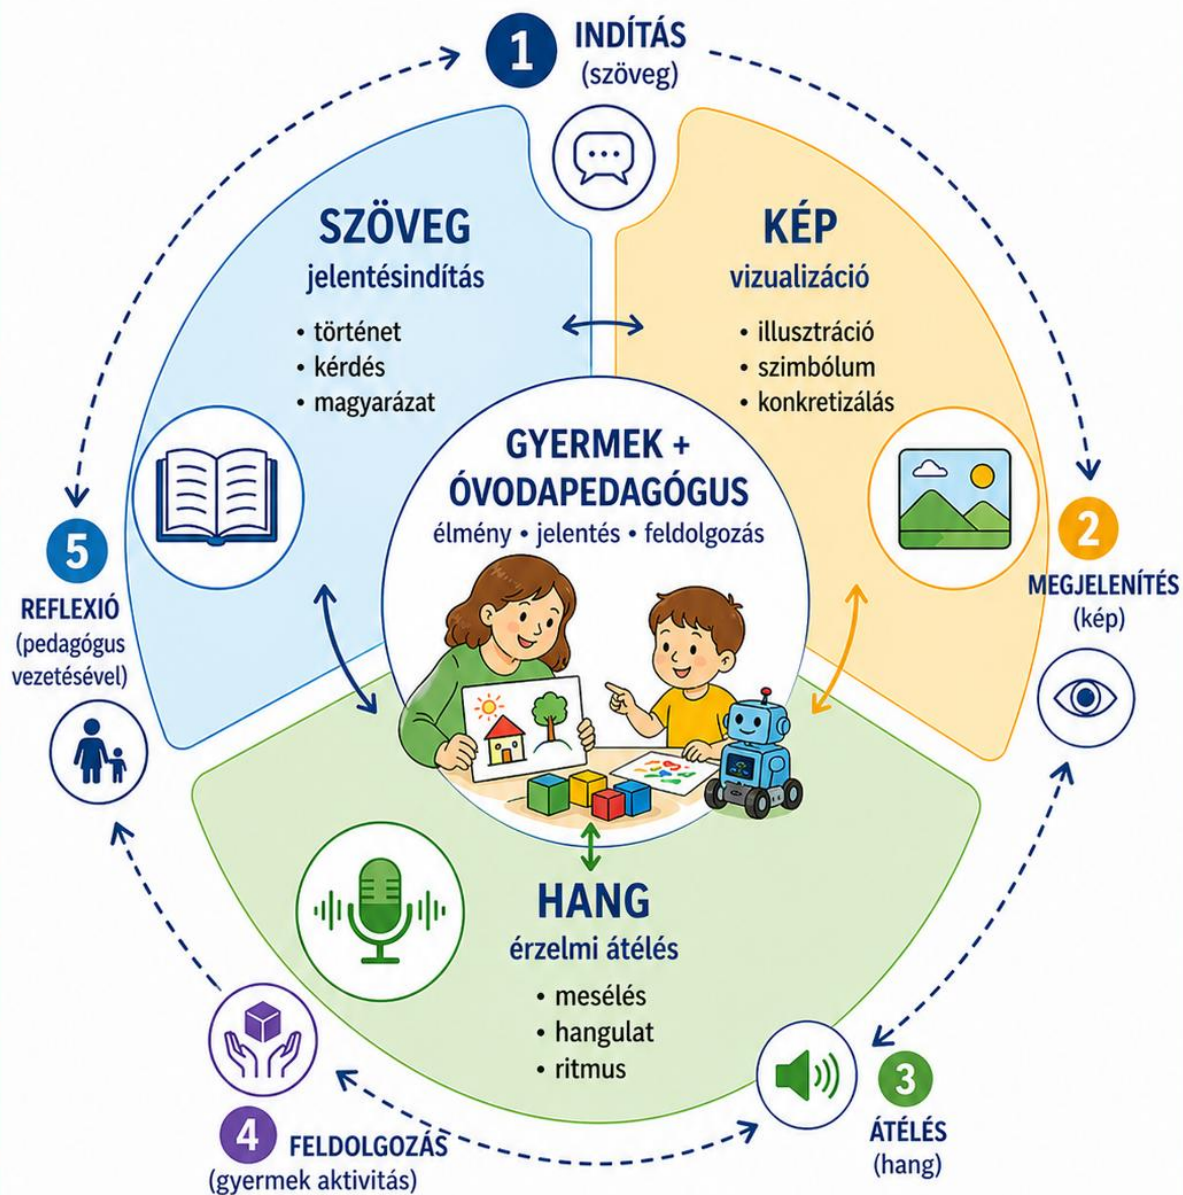 1
INDÍTÁS
(szöveg)
SZÖVEG
jelentésindítás
• történet
• kérdés
• magyarázat
KÉP
vizualizáció
• illusztráció
• szimbólum
• konkretizálás
GYERMEK +
ÓVODAPEDAGÓGUS
élmény • jelentés • feldolgozás
2
MEGJELENÍTÉS
(kép)
5
REFLEXIÓ
(pedagógus
vezetésével)
HANG
érzelmi átélés
• mesélés
• hangulat
• ritmus
3
ÁTÉLÉS
(hang)
4
FELDOLGOZÁS
(gyermek aktivitás)